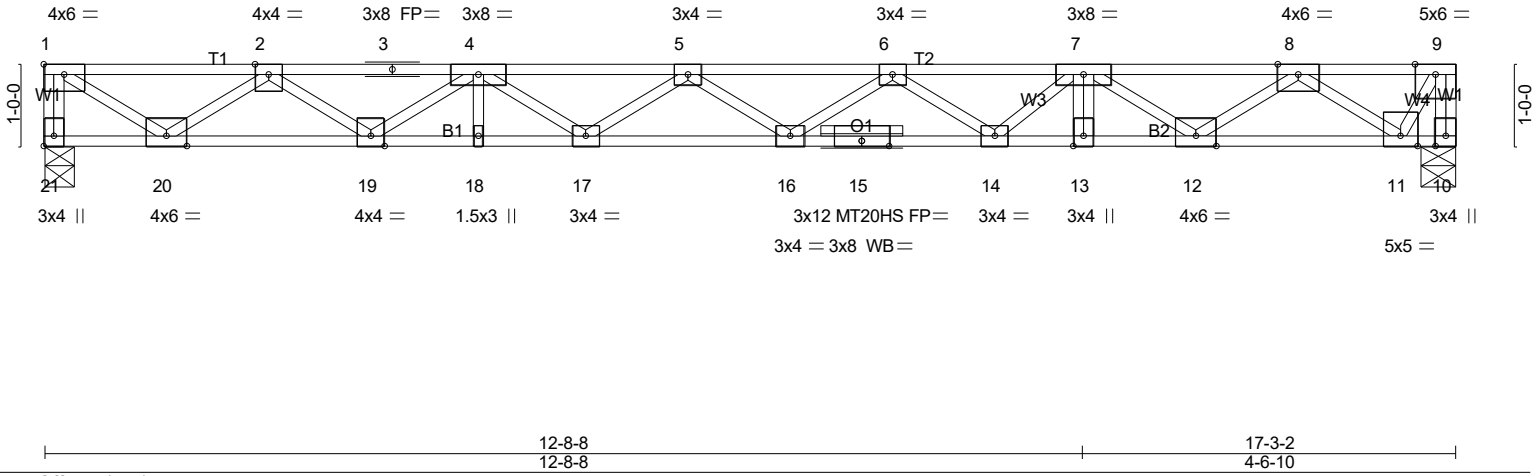 4x6 = 4x4 = 3x8 FP= 3x8 = 3x4 = 3x4 = 3x8 = 4x6 = 5x6 =
1 2 3 4 5 6 7 8 9
T1 T2
W1 W3 W4 W1
1-0-0 1-0-0
B1 O1 B2
21 20 19 18 17 16 15 14 13 12 11 10
3x4 || 4x6 = 4x4 = 1.5x3 || 3x4 = 3x12 MT20HS FP= 3x4 = 3x4 || 4x6 = 3x4 ||
3x4 = 3x8 WB= 5x5 =
12-8-8 17-3-2
12-8-8 4-6-10